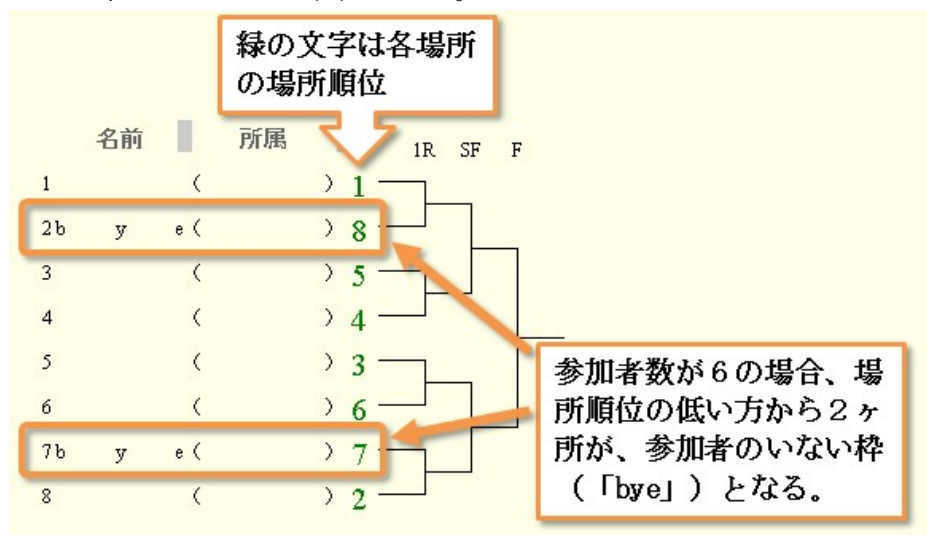 緑の文字は各場所
の場所順位
名前 所属 1R SF F
1 ( ) 1
2 b y e ( ) 8
3 ( ) 5
4 ( ) 4
5 ( ) 3
6 ( ) 6
7 b y e ( ) 7
8 ( ) 2
参加者数が6の場合、場
所順位の低い方から2ヶ
所が、参加者のいない枠
(「bye」)となる。